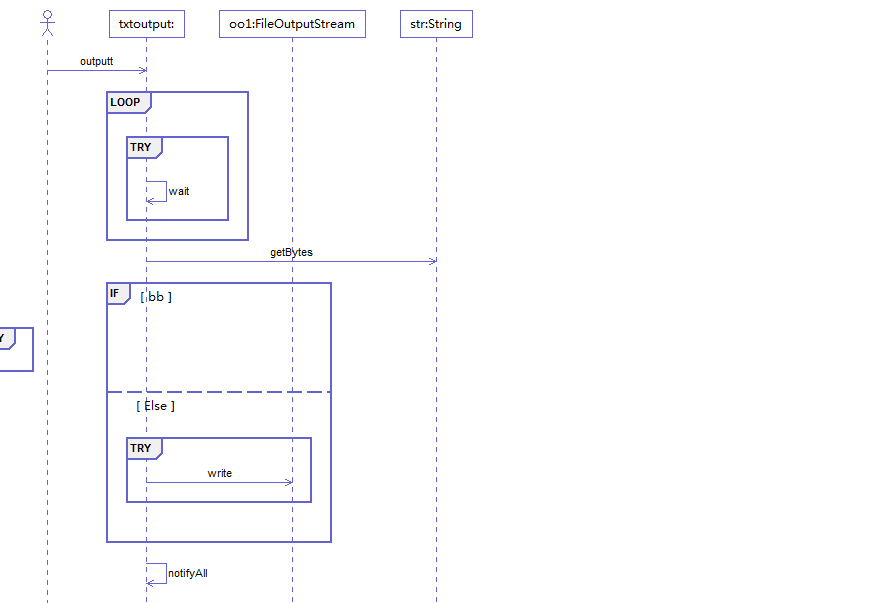 txtoutput:
oo1:FileOutputStream
str:String
outputt
LOOP
TRY
wait
getBytes
IF
[ bb ]
Y
[ Else ]
TRY
write
notifyAll